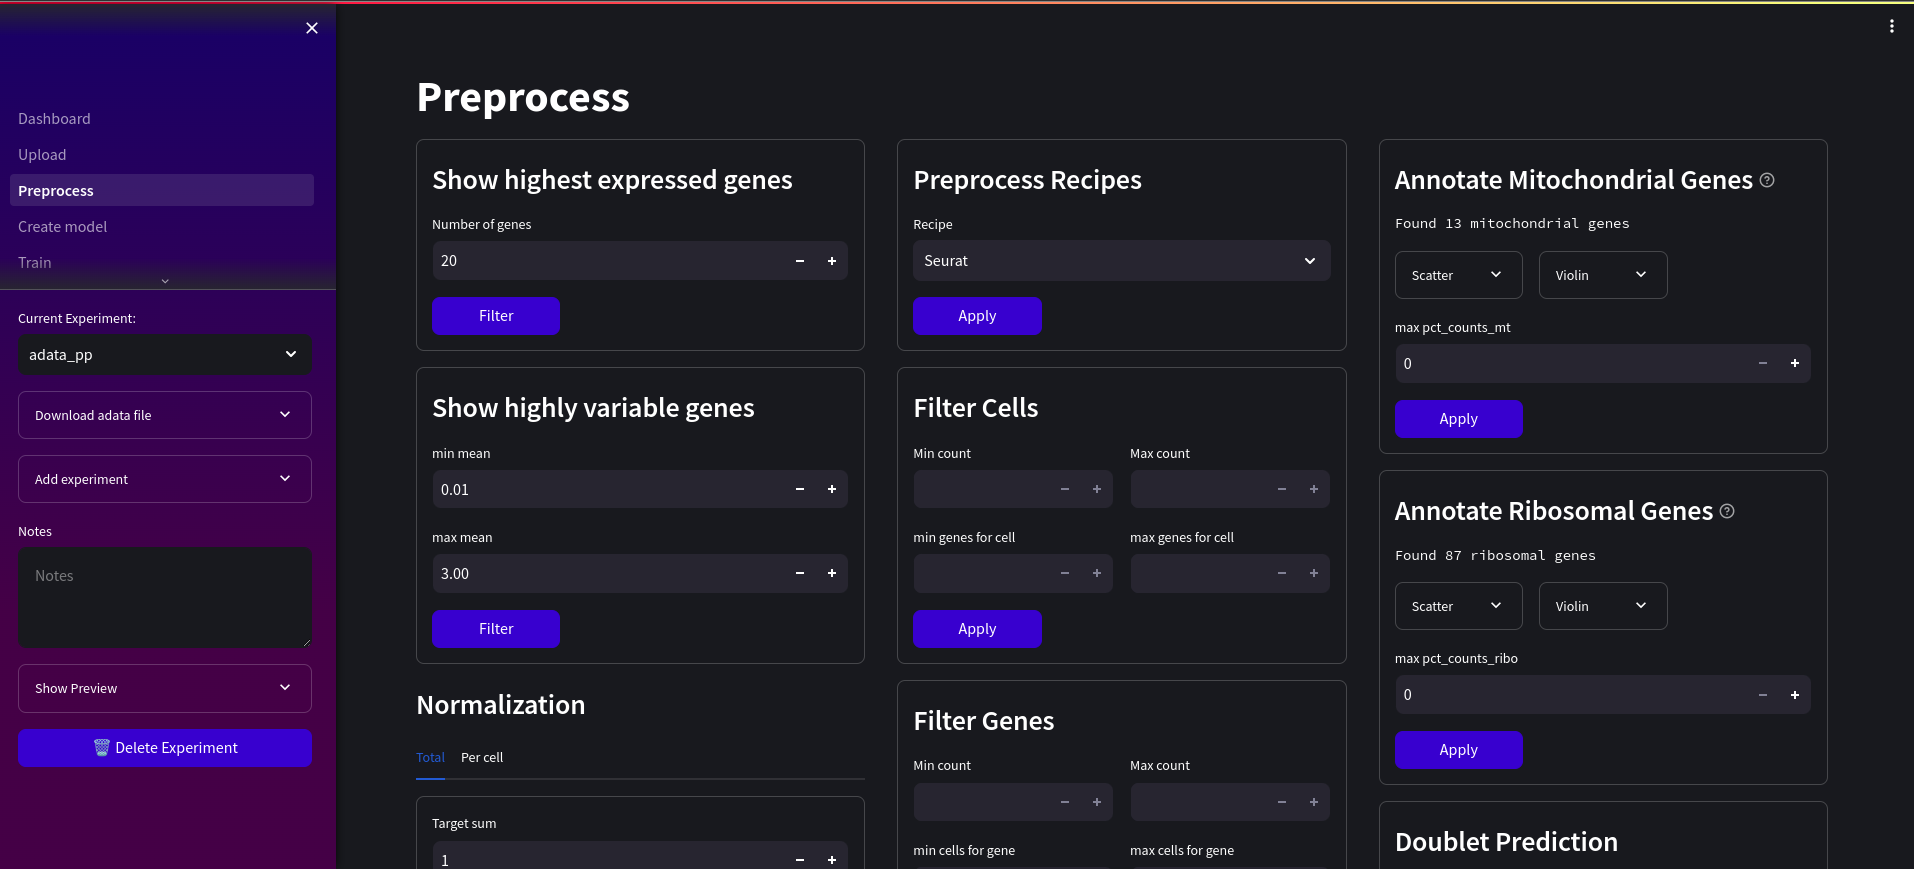 Dashboard
Upload
Preprocess
Create model
Train
Current Experiment:
adata_pp
Download adata file
Add experiment
Notes
Notes
Show Preview
Delete Experiment
Preprocess
Show highest expressed genes
Number of genes
20
Filter
Show highly variable genes
min mean
0.01
max mean
3.00
Filter
Normalization
Total Per cell
Target sum
1
Preprocess Recipes
Recipe
Seurat
Apply
Filter Cells
Min count Max count
min genes for cell max genes for cell
Apply
Filter Genes
Min count Max count
min cells for gene max cells for gene
Annotate Mitochondrial Genes
Found 13 mitochondrial genes
Scatter Violin
max pct_counts_mt
0
Apply
Annotate Ribosomal Genes
Found 87 ribosomal genes
Scatter Violin
max pct_counts_ribo
0
Apply
Doublet Prediction